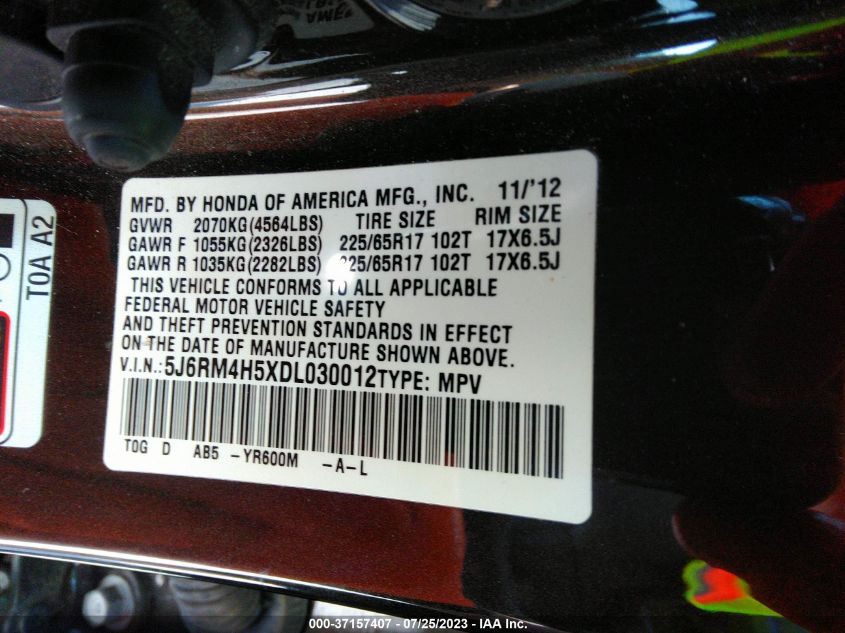 MFD. BY HONDA OF AMERICA MFG., INC. 11/'12
GVWR 2070KG(4564LBS) TIRE SIZE RIM SIZE
GAWR F 1055KG(2326LBS) 225/65R17 102T 17X6.5J
GAWR R 1035KG(2282LBS) 225/65R17 102T 17X6.5J
THIS VEHICLE CONFORMS TO ALL APPLICABLE
FEDERAL MOTOR VEHICLE SAFETY
AND THEFT PREVENTION STANDARDS IN EFFECT
ON THE DATE OF MANUFACTURE SHOWN ABOVE.
V.I.N.: 5J6RM4H5XDL030012 TYPE: MPV
TOG D AB5 -YR600M -A-L
TOA A2
000-37157407 / 07/25/2023 - IAA Inc.